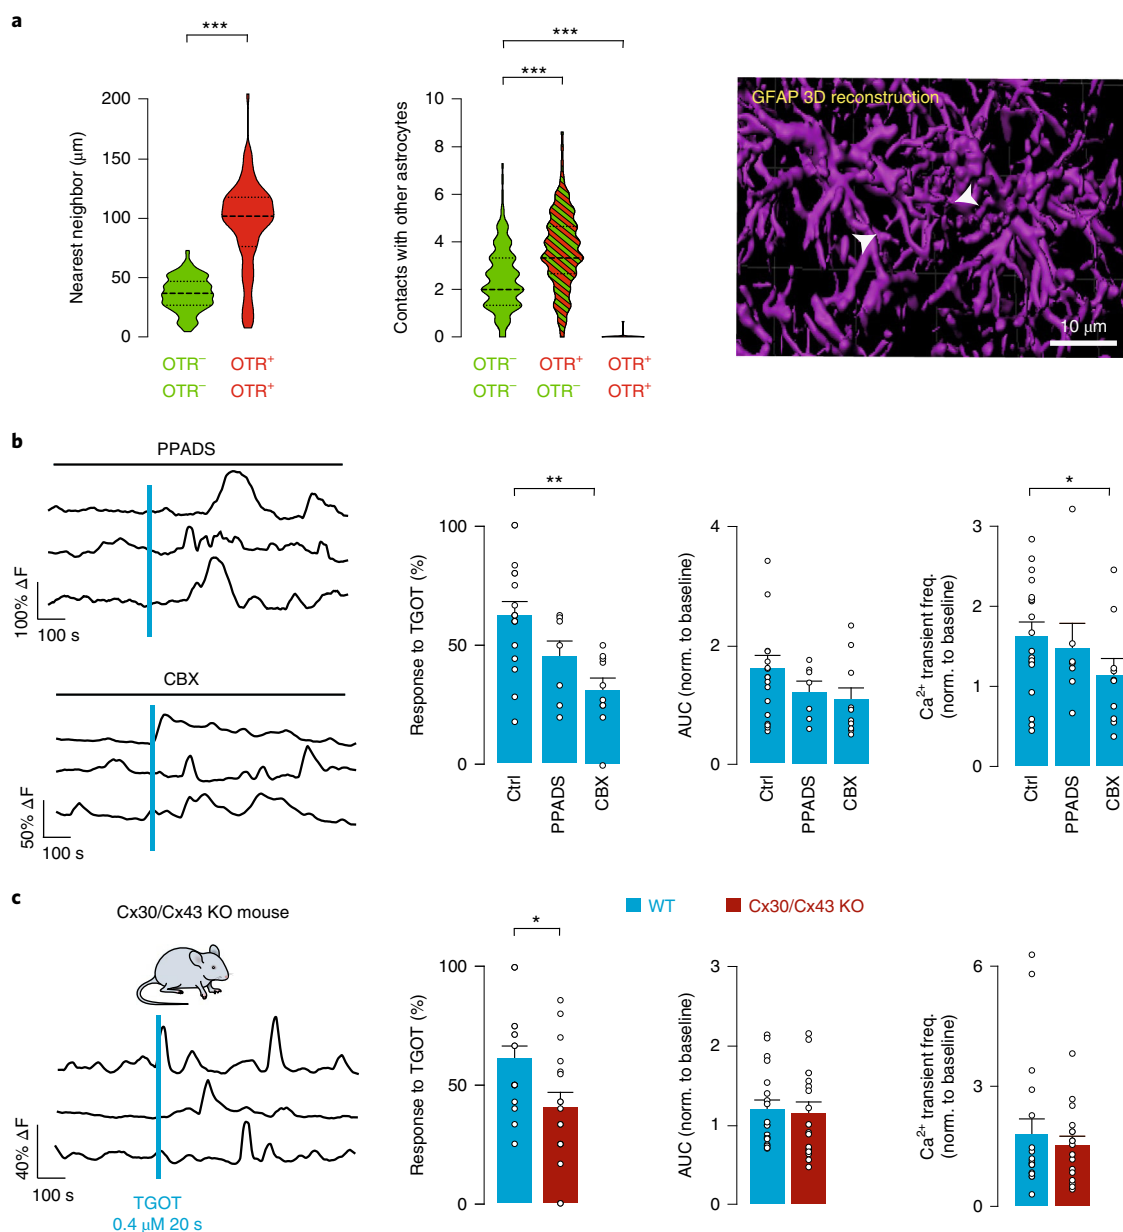 a
***
Nearest neighbor (μm)
200
150
100
50
0
OTR⁻ OTR⁺
OTR⁻ OTR⁺
***
***
Contacts with other astrocytes
10
8
6
4
2
0
OTR⁻ OTR⁺ OTR⁺
OTR⁻ OTR⁻ OTR⁺
GFAP 3D reconstruction
10 μm
b
PPADS
100% ΔF
100 s
CBX
50% ΔF
100 s
**
Response to TGOT (%)
100
50
0
Ctrl
PPADS
CBX
AUC (norm. to baseline)
4
2
0
Ctrl
PPADS
CBX
*
Ca²⁺ transient freq.
(norm. to baseline)
3
2
1
0
Ctrl
PPADS
CBX
c
Cx30/Cx43 KO mouse
40% ΔF
100 s
TGOT
0.4 μM 20 s
WT
Cx30/Cx43 KO
*
Response to TGOT (%)
100
50
0
AUC (norm. to baseline)
3
2
1
0
Ca²⁺ transient freq.
(norm. to baseline)
6
3
0